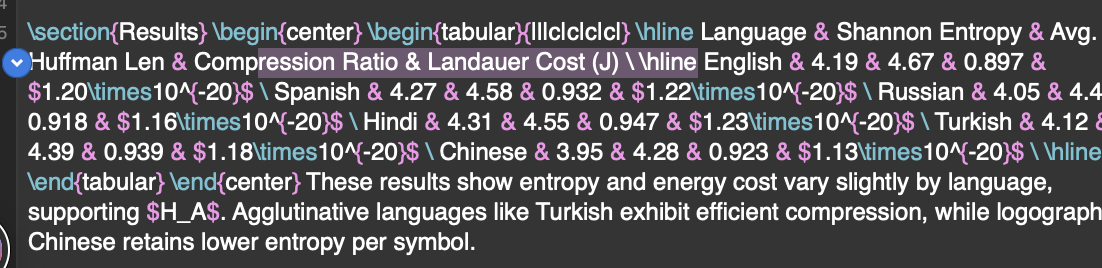 \section{Results} \begin{center} \begin{tabular}{lllclclclcl} \hline Language & Shannon Entropy & Avg.
Huffman Len & Compression Ratio & Landauer Cost (J) \ \hline English & 4.19 & 4.67 & 0.897 &
$1.20\times10^{-20}$ \ Spanish & 4.27 & 4.58 & 0.932 & $1.22\times10^{-20}$ \ Russian & 4.05 & 4.4
0.918 & $1.16\times10^{-20}$ \ Hindi & 4.31 & 4.55 & 0.947 & $1.23\times10^{-20}$ \ Turkish & 4.12 &
4.39 & 0.939 & $1.18\times10^{-20}$ \ Chinese & 3.95 & 4.28 & 0.923 & $1.13\times10^{-20}$ \ \hline
\end{tabular} \end{center} These results show entropy and energy cost vary slightly by language,
supporting $H_A$. Agglutinative languages like Turkish exhibit efficient compression, while logograph
Chinese retains lower entropy per symbol.